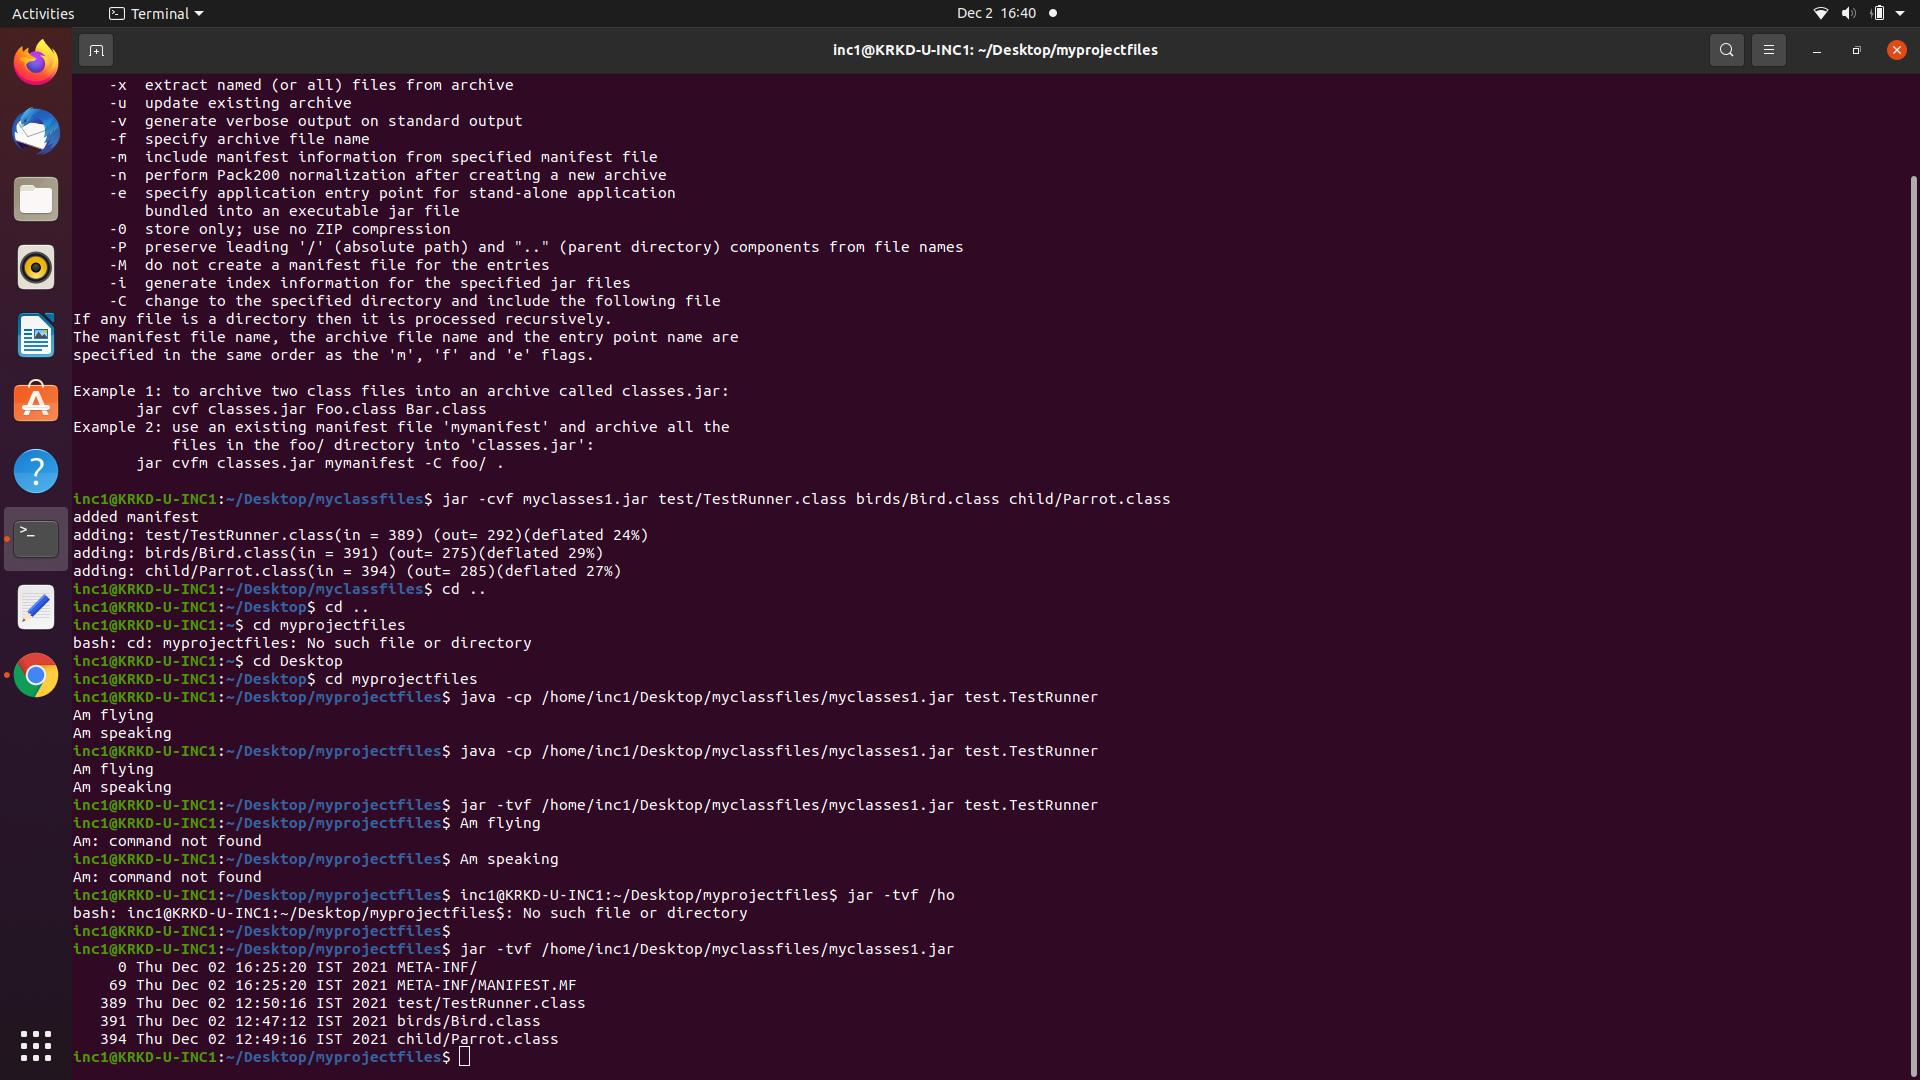 Activities
Terminal
Dec 2 16:40
inc1@KRKD-U-INC1: ~/Desktop/myprojectfiles
-x extract named (or all) files from archive
-u update existing archive
-v generate verbose output on standard output
-f specify archive file name
-m include manifest information from specified manifest file
-n perform Pack200 normalization after creating a new archive
-e specify application entry point for stand-alone application
bundled into an executable jar file
-0 store only; use no ZIP compression
-P preserve leading '/' (absolute path) and ".." (parent directory) components from file names
-M do not create a manifest file for the entries
-i generate index information for the specified jar files
-C change to the specified directory and include the following file
If any file is a directory then it is processed recursively.
The manifest file name, the archive file name and the entry point name are
specified in the same order as the 'm', 'f' and 'e' flags.
Example 1: to archive two class files into an archive called classes.jar:
jar cvf classes.jar Foo.class Bar.class
Example 2: use an existing manifest file 'mymanifest' and archive all the
files in the foo/ directory into 'classes.jar':
jar cvfm classes.jar mymanifest -C foo/ .
inc1@KRKD-U-INC1:~/Desktop/myclassfiles$ jar -cvf myclasses1.jar test/TestRunner.class birds/Bird.class child/Parrot.class
added manifest
adding: test/TestRunner.class(in = 389) (out= 292)(deflated 24%)
adding: birds/Bird.class(in = 391) (out= 275)(deflated 29%)
adding: child/Parrot.class(in = 394) (out= 285)(deflated 27%)
inc1@KRKD-U-INC1:~/Desktop/myclassfiles$ cd ..
inc1@KRKD-U-INC1:~/Desktop$ cd ..
inc1@KRKD-U-INC1:~$ cd myprojectfiles
bash: cd: myprojectfiles: No such file or directory
inc1@KRKD-U-INC1:~$ cd Desktop
inc1@KRKD-U-INC1:~/Desktop$ cd myprojectfiles
inc1@KRKD-U-INC1:~/Desktop/myprojectfiles$ java -cp /home/inc1/Desktop/myclassfiles/myclasses1.jar test.TestRunner
Am flying
Am speaking
inc1@KRKD-U-INC1:~/Desktop/myprojectfiles$ java -cp /home/inc1/Desktop/myclassfiles/myclasses1.jar test.TestRunner
Am flying
Am speaking
inc1@KRKD-U-INC1:~/Desktop/myprojectfiles$ jar -tvf /home/inc1/Desktop/myclassfiles/myclasses1.jar test.TestRunner
inc1@KRKD-U-INC1:~/Desktop/myprojectfiles$ Am flying
Am: command not found
inc1@KRKD-U-INC1:~/Desktop/myprojectfiles$ Am speaking
Am: command not found
inc1@KRKD-U-INC1:~/Desktop/myprojectfiles$ inc1@KRKD-U-INC1:~/Desktop/myprojectfiles$ jar -tvf /ho
bash: inc1@KRKD-U-INC1:~/Desktop/myprojectfiles$: No such file or directory
inc1@KRKD-U-INC1:~/Desktop/myprojectfiles$
inc1@KRKD-U-INC1:~/Desktop/myprojectfiles$ jar -tvf /home/inc1/Desktop/myclassfiles/myclasses1.jar
0 Thu Dec 02 16:25:20 IST 2021 META-INF/
69 Thu Dec 02 16:25:20 IST 2021 META-INF/MANIFEST.MF
389 Thu Dec 02 12:50:16 IST 2021 test/TestRunner.class
391 Thu Dec 02 12:47:12 IST 2021 birds/Bird.class
394 Thu Dec 02 12:49:16 IST 2021 child/Parrot.class
inc1@KRKD-U-INC1:~/Desktop/myprojectfiles$